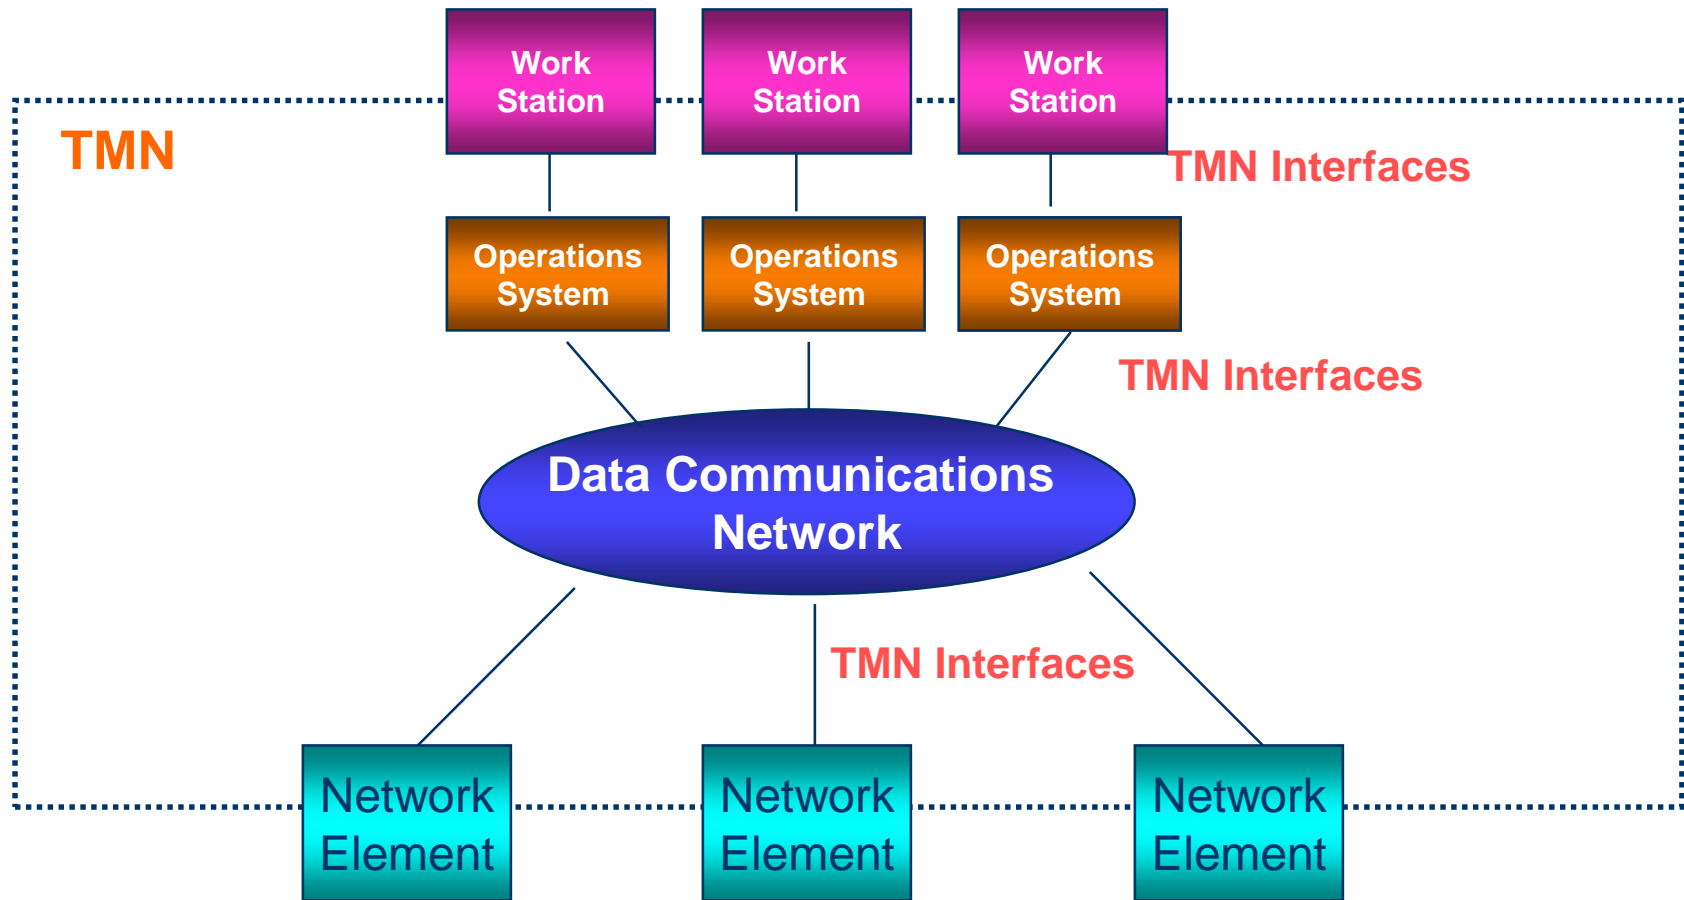 Work
Station
Work
Station
Work
Station
TMN
TMN Interfaces
Operations
System
Operations
System
Operations
System
TMN Interfaces
Data Communications
Network
TMN Interfaces
Network
Element
Network
Element
Network
Element